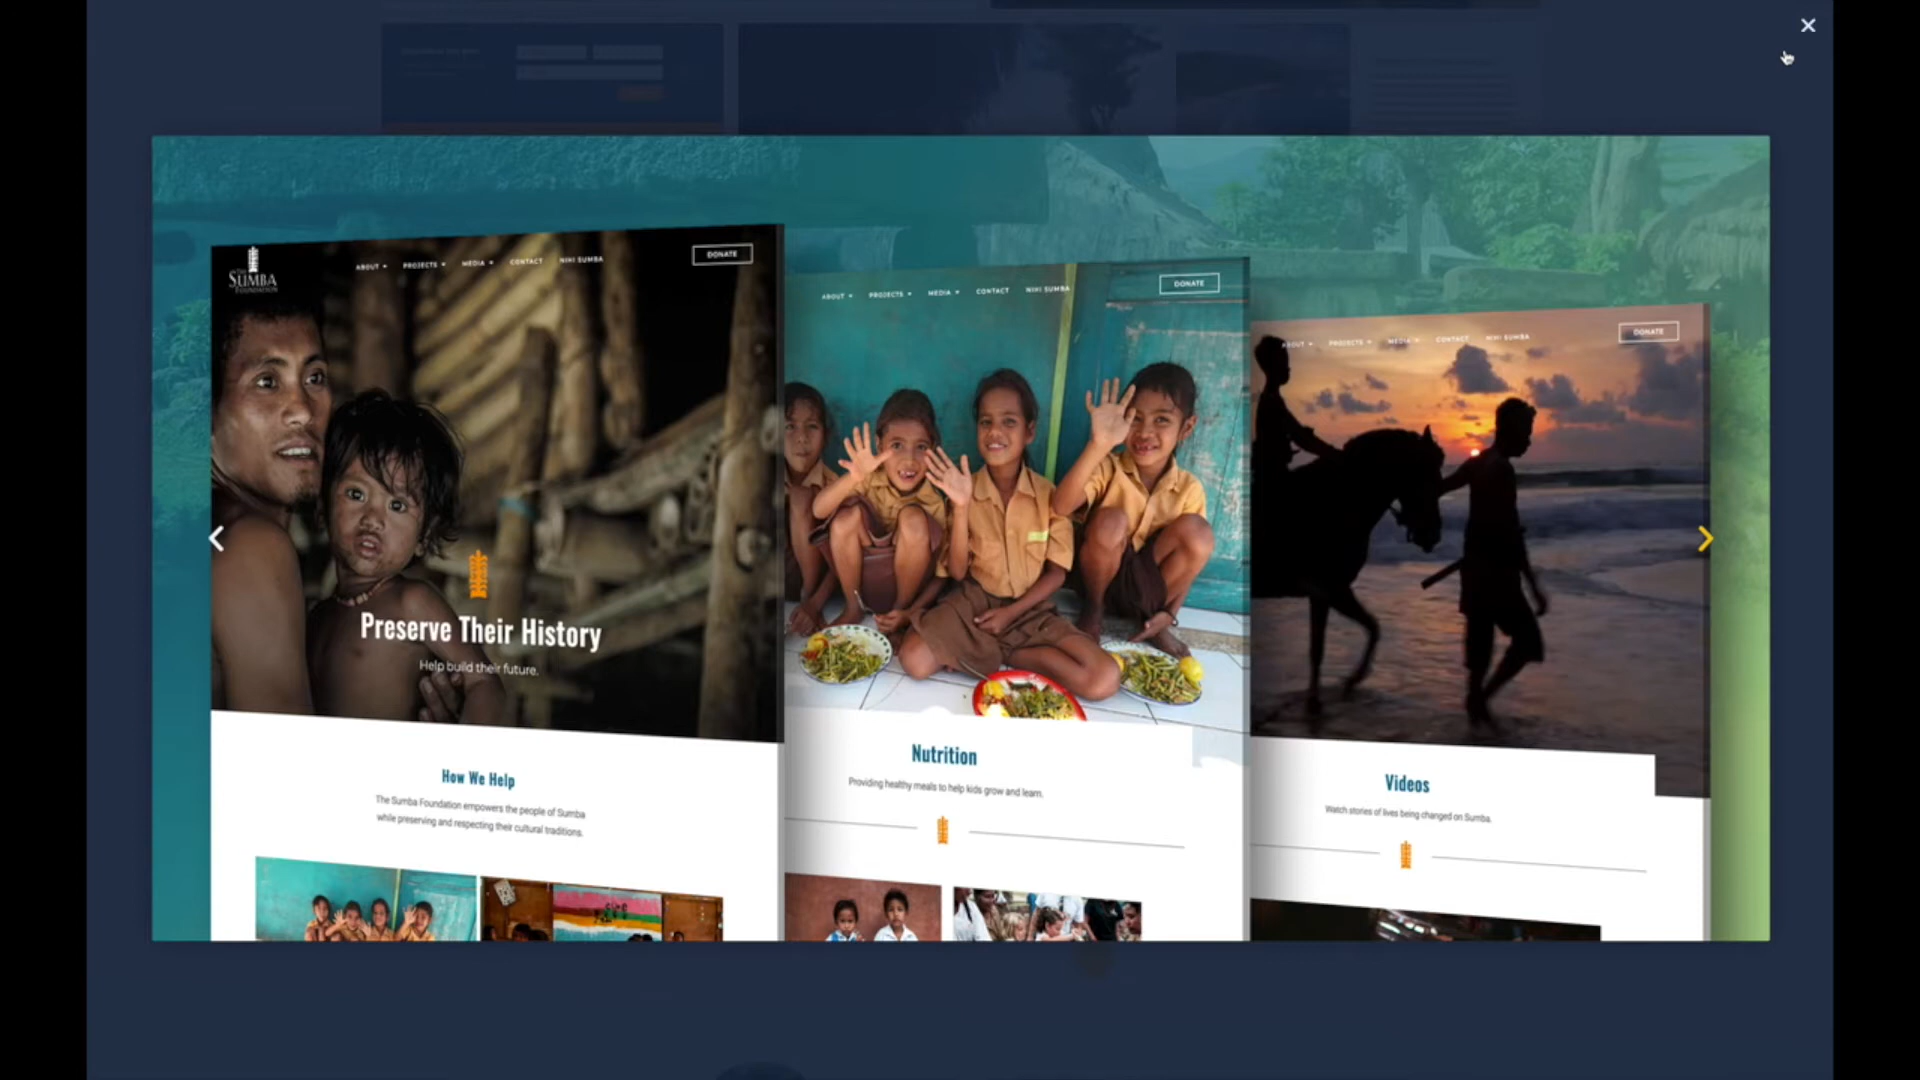 THE
SUMBA
FOUNDATION
ABOUT
PROJECTS
MEDIA
CONTACT
NIHI SUMBA
DONATE
Preserve Their History
Help build their future.
How We Help
The Sumba Foundation empowers the people of Sumba
while preserving and respecting their cultural traditions.
ABOUT
PROJECTS
MEDIA
CONTACT
NIHI SUMBA
DONATE
Nutrition
Providing healthy meals to help kids grow and learn.
ABOUT
PROJECTS
MEDIA
CONTACT
NIHI SUMBA
DONATE
Videos
Watch stories of lives being changed on Sumba.